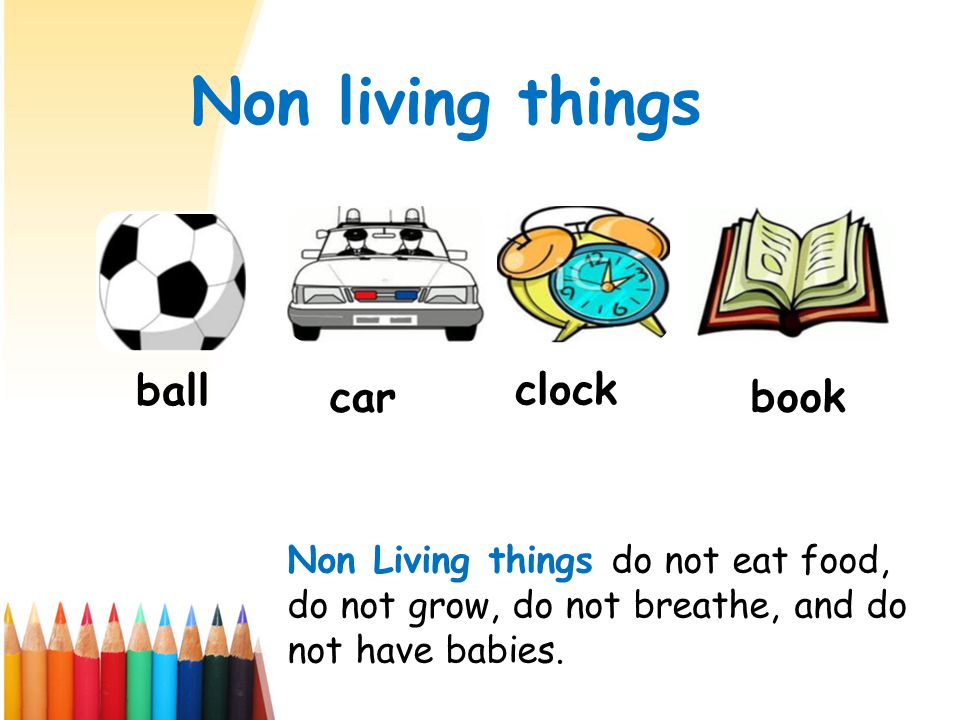 Non living things
ball
car
clock
book
Non Living things do not eat food,
do not grow, do not breathe, and do
not have babies.